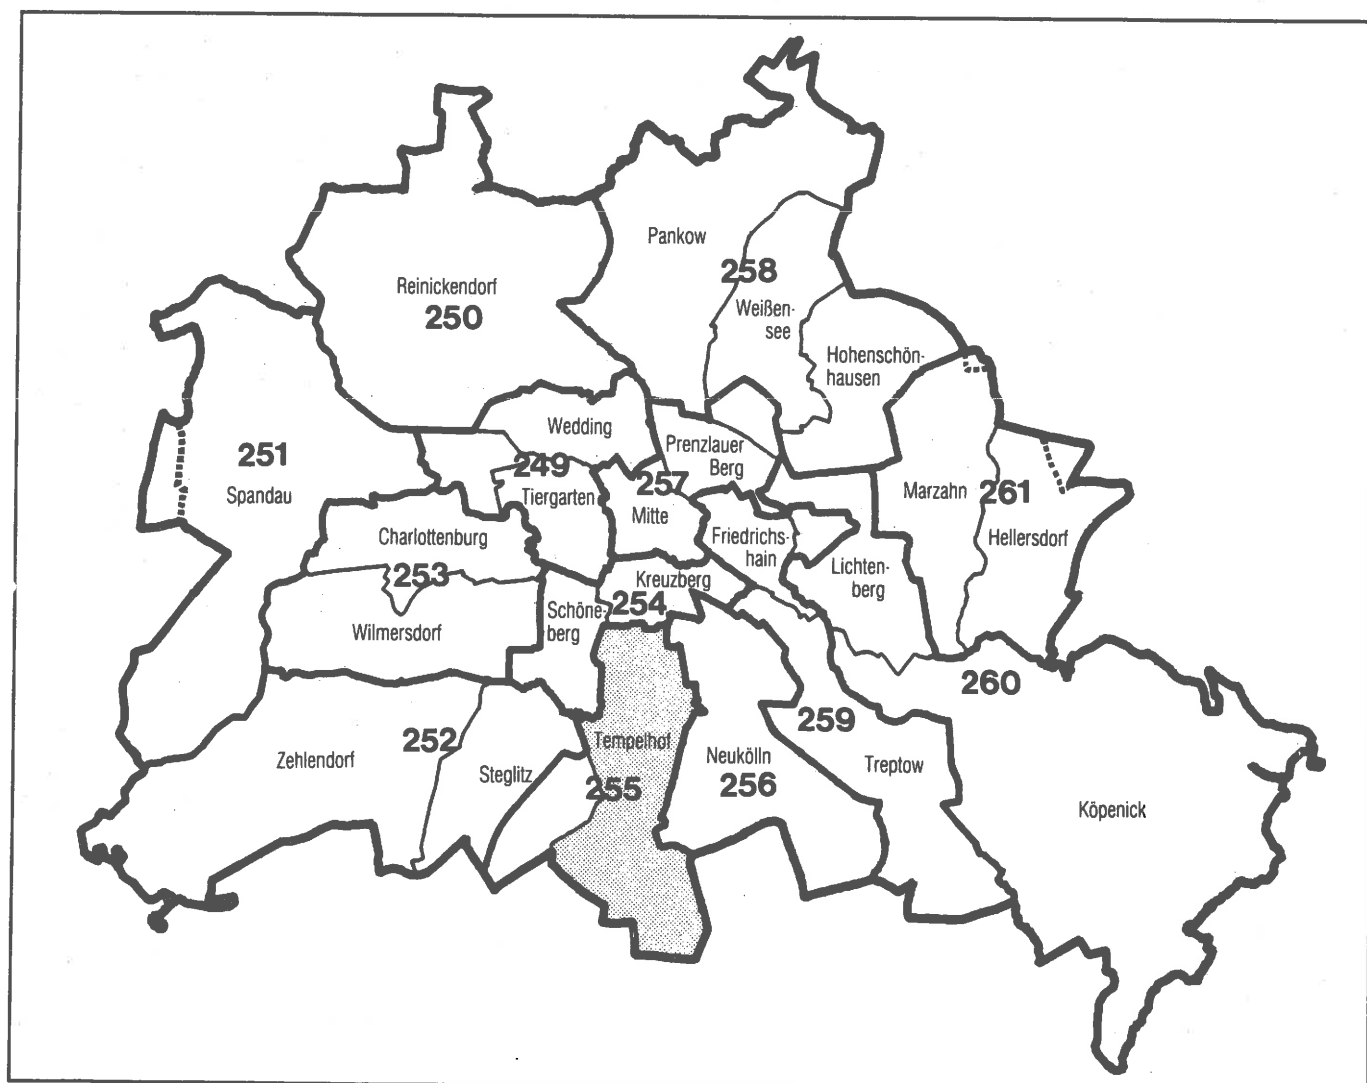 Pankow
258
Reinickendorf
250
Weißen-
see
Hohenschön-
hausen
Wedding
Prenzlauer
Berg
251
Spandau
249
Tiergarten
257
Mitte
Marzahn
261
Hellersdorf
Charlottenburg
253
Wilmersdorf
Friedrichs-
hain
Lichten-
berg
Kreuzberg
254
Schöne-
berg
260
259
252
Zehlendorf
Steglitz
Tempelhof
255
Neukölln
256
Treptow
Köpenick